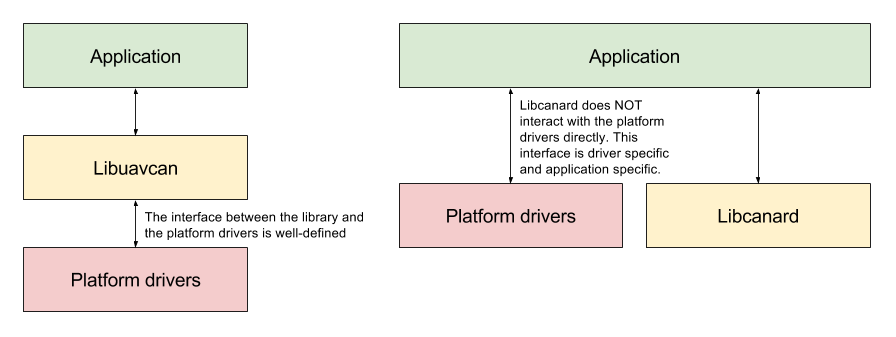 Application
Libuavcan
The interface between the library and
the platform drivers is well-defined
Platform drivers
Application
Libcanard does NOT
interact with the platform
drivers directly. This
interface is driver specific
and application specific.
Platform drivers
Libcanard